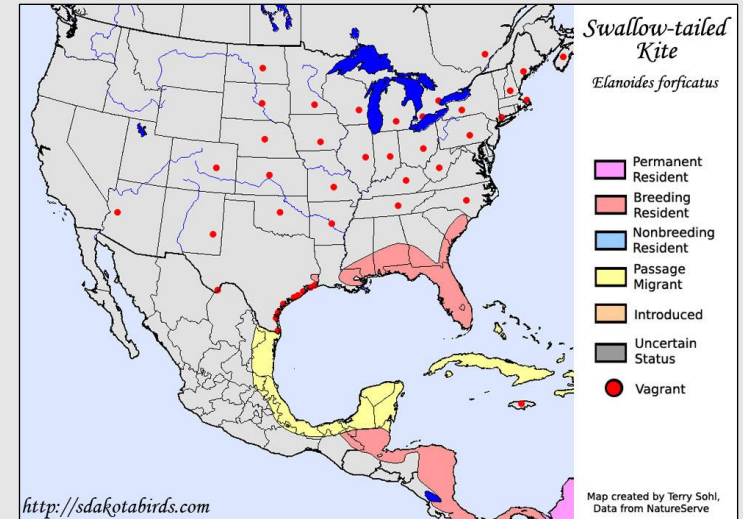 Swallow-tailed
Kite
Elanoides forficatus
Permanent
Resident
Breeding
Resident
Nonbreeding
Resident
Passage
Migrant
Introduced
Uncertain
Status
Vagrant
Map created by Terry Sohl,
Data from NatureServe
http://sdakotabirds.com